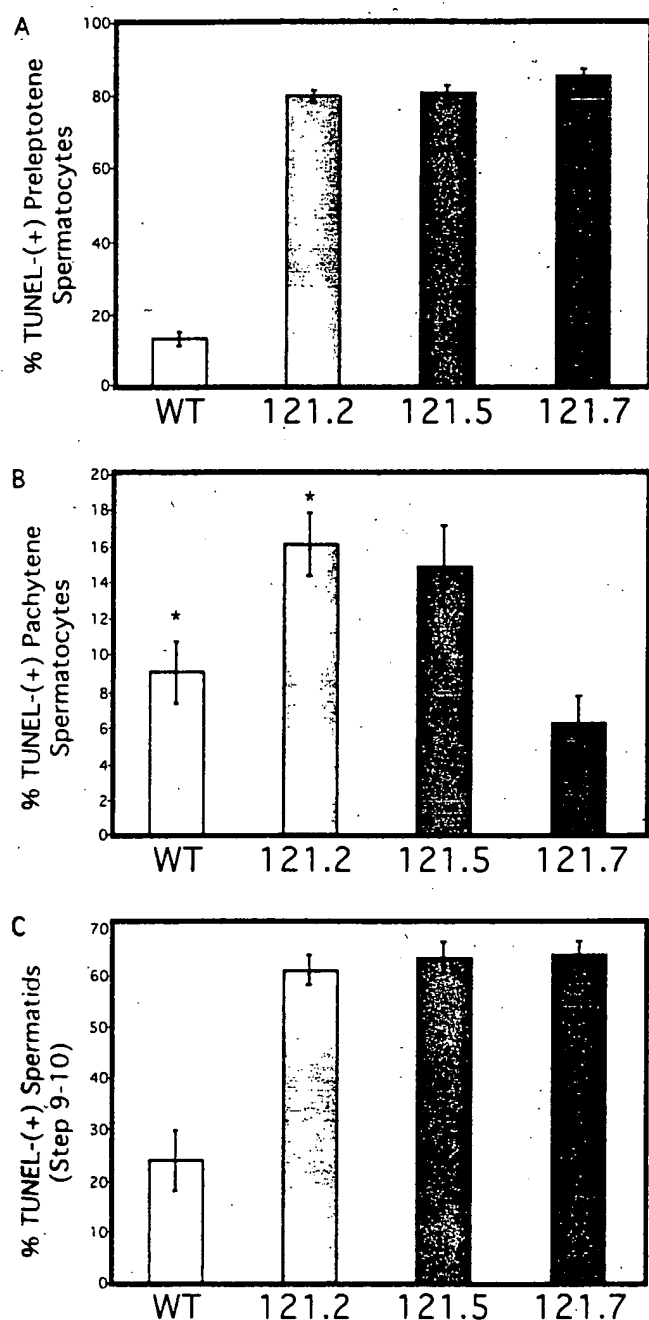 A
% TUNEL-(+) Preleptotene
Spermatocytes
100
80
60
40
20
0
WT 121.2 121.5 121.7
B
% TUNEL-(+) Pachytene
Spermatocytes
20
18
16
14
12
10
8
6
4
2
0
* *
WT 121.2 121.5 121.7
C
% TUNEL-(+) Spermatids
(Step 9-10)
70
60
50
40
30
20
10
0
WT 121.2 121.5 121.7